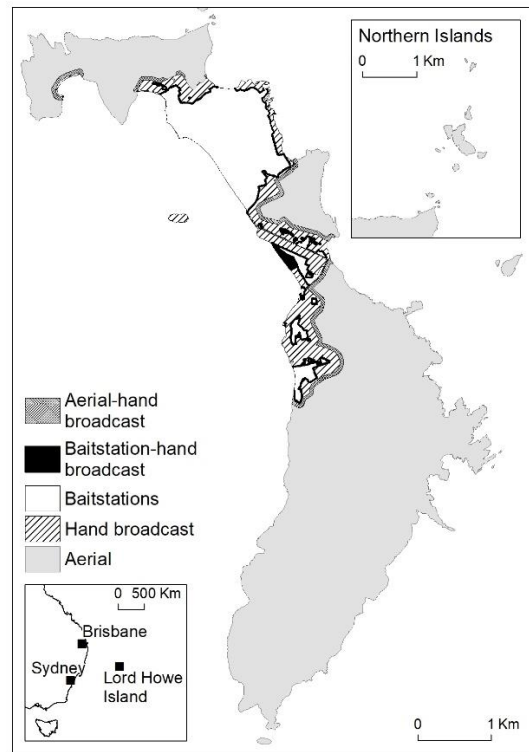 Northern Islands
0 1 Km
Aerial-hand
broadcast
Baitstation-hand
broadcast
Baitstations
Hand broadcast
Aerial
0 500 Km
Brisbane
Sydney
Lord Howe
Island
0 1 Km